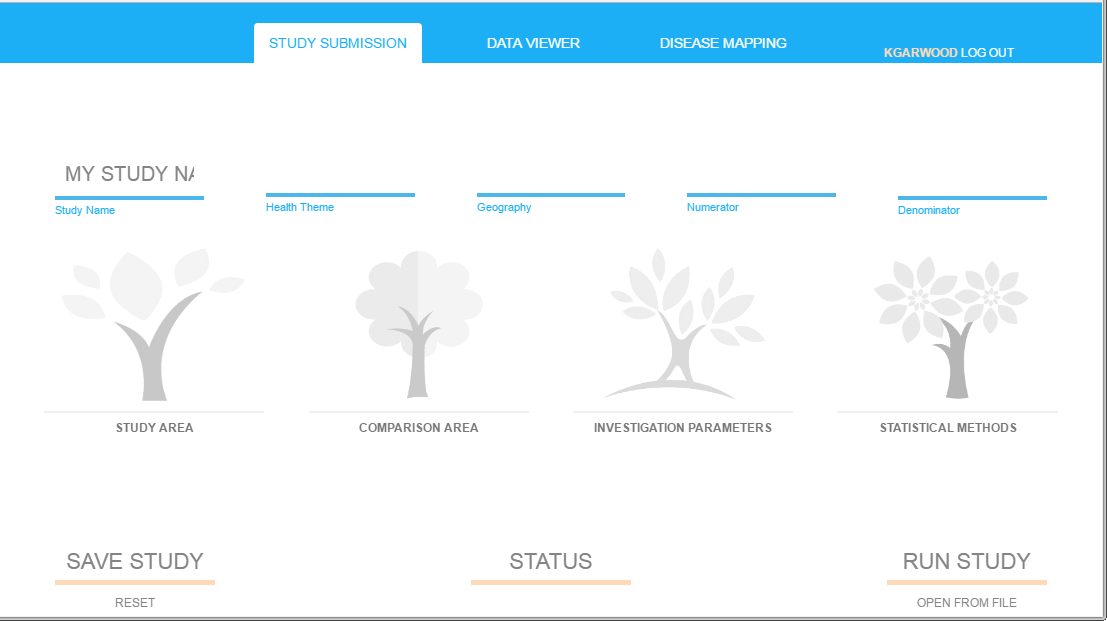 STUDY SUBMISSION
DATA VIEWER
DISEASE MAPPING
KGARWOOD LOG OUT
MY STUDY NA
Study Name
Health Theme
Geography
Numerator
Denominator
STUDY AREA
COMPARISON AREA
INVESTIGATION PARAMETERS
STATISTICAL METHODS
SAVE STUDY
STATUS
RUN STUDY
RESET
OPEN FROM FILE